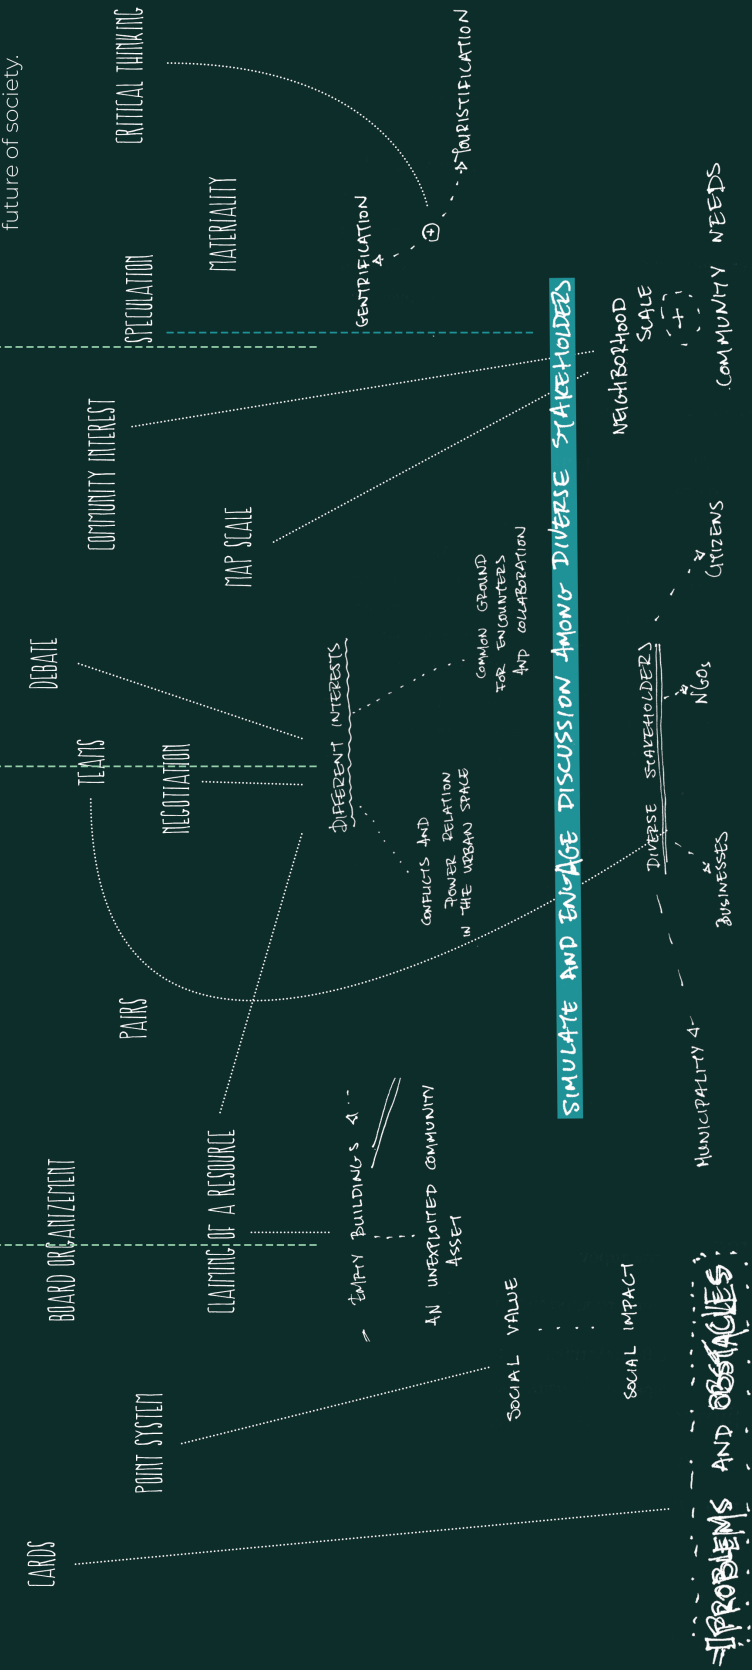 future of society.
CARDS
DEBATE
BOARD ORGANIZEMENT
TEAMS
COMMUNITY INTEREST
CRITICAL THINKING
PAIRS
SPECULATION
POINT SYSTEM
NEGOTIATION
CLAIMING OF A RESOURCE
MATERIALITY
MAP SCALE
DIFFERENT INTERESTS
= EMPTY BUILDINGS
GENTRIFICATION
+
TOURISTIFICATION
AN UNEXPLOITED COMMUNITY
ASSET
CONFLICTS AND
POWER RELATION
IN THE URBAN SPACE
COMMON GROUND
FOR ENCOUNTERS
AND COLLABORATION
SOCIAL VALUE
SIMULATE AND ENGAGE DISCUSSION AMONG DIVERSE STAKEHOLDERS
SOCIAL IMPACT
NEIGHBORHOOD
SCALE
+
COMMUNITY NEEDS
DIVERSE STAKEHOLDERS
MUNICIPALITY
BUSINESSES
NGOs
CITIZENS
PROBLEMS AND OBSTACLES